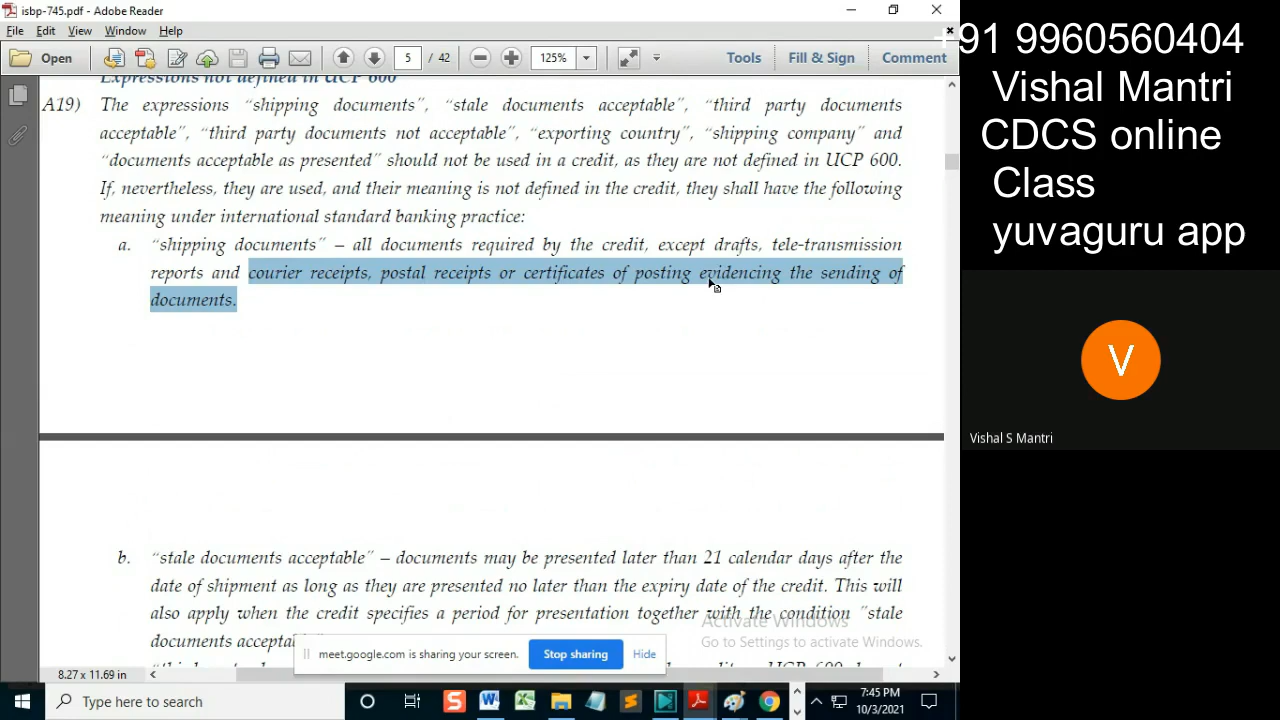 isbp-745.pdf - Adobe Reader
File Edit View Window Help
Open
5 / 42
125%
Tools
Fill & Sign
Comment
Expressions not defined in UCP 600
A19) The expressions "shipping documents", "stale documents acceptable", "third party documents
acceptable", "third party documents not acceptable", "exporting country", "shipping company" and
"documents acceptable as presented" should not be used in a credit, as they are not defined in UCP 600.
If, nevertheless, they are used, and their meaning is not defined in the credit, they shall have the following
meaning under international standard banking practice:
a. "shipping documents" – all documents required by the credit, except drafts, tele-transmission
reports and courier receipts, postal receipts or certificates of posting evidencing the sending of
documents.
b. "stale documents acceptable" – documents may be presented later than 21 calendar days after the
date of shipment as long as they are presented no later than the expiry date of the credit. This will
also apply when the credit specifies a period for presentation together with the condition "stale
documents accepta
Activate Windows
Go to Settings to activate Windows.
meet.google.com is sharing your screen.
Stop sharing
Hide
8.27 x 11.69 in
Type here to search
7:45 PM
10/3/2021
+91 9960560404
Vishal Mantri
CDCS online
Class
yuvaguru app
V
Vishal S Mantri